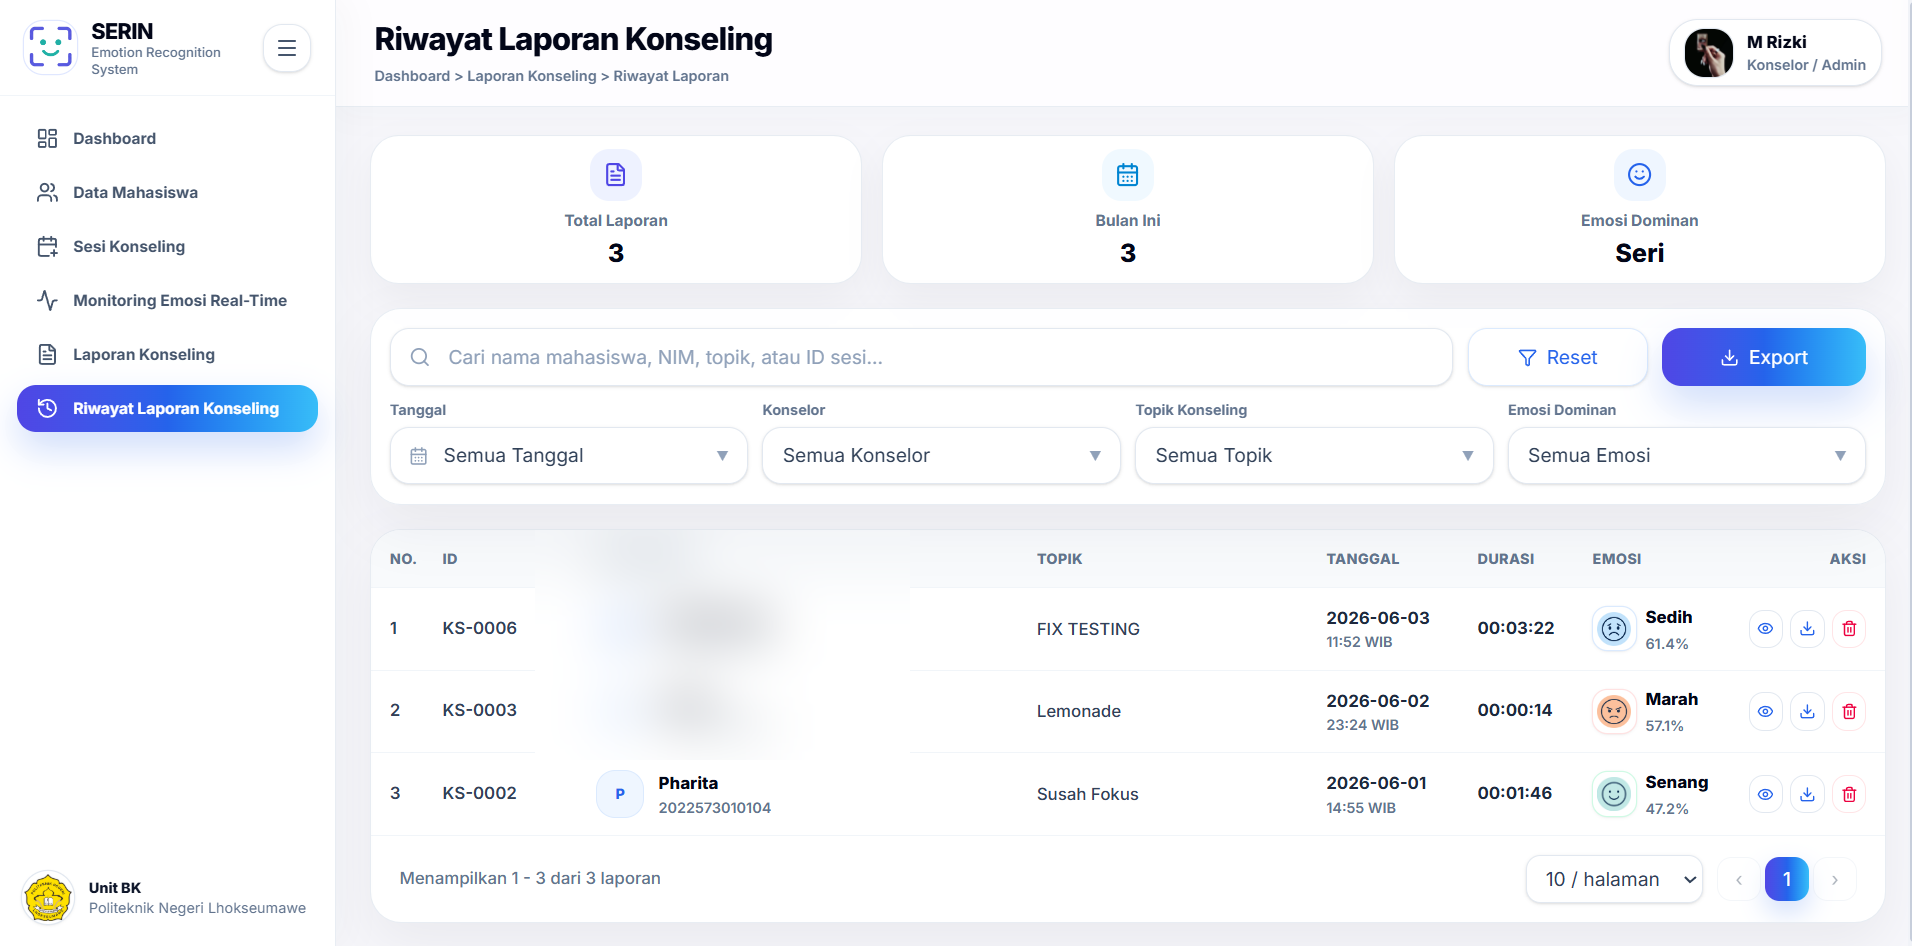 SERIN
Emotion Recognition
System
Dashboard
Data Mahasiswa
Sesi Konseling
Monitoring Emosi Real-Time
Laporan Konseling
Riwayat Laporan Konseling
Unit BK
Politeknik Negeri Lhokseumawe
Riwayat Laporan Konseling
Dashboard > Laporan Konseling > Riwayat Laporan
M Rizki
Konselor / Admin
Total Laporan
3
Bulan Ini
3
Emosi Dominan
Seri
Cari nama mahasiswa, NIM, topik, atau ID sesi...
Reset
Export
Tanggal
Konselor
Topik Konseling
Emosi Dominan
Semua Tanggal
Semua Konselor
Semua Topik
Semua Emosi
NO. ID TOPIK TANGGAL DURASI EMOSI AKSI
1 KS-0006 FIX TESTING 2026-06-03 00:03:22 Sedih
11:52 WIB 61.4%
2 KS-0003 Lemonade 2026-06-02 00:00:14 Marah
23:24 WIB 57.1%
3 KS-0002 P Pharita Susah Fokus 2026-06-01 00:01:46 Senang
2022573010104 14:55 WIB 47.2%
Menampilkan 1 - 3 dari 3 laporan
10 / halaman
‹ 1 ›